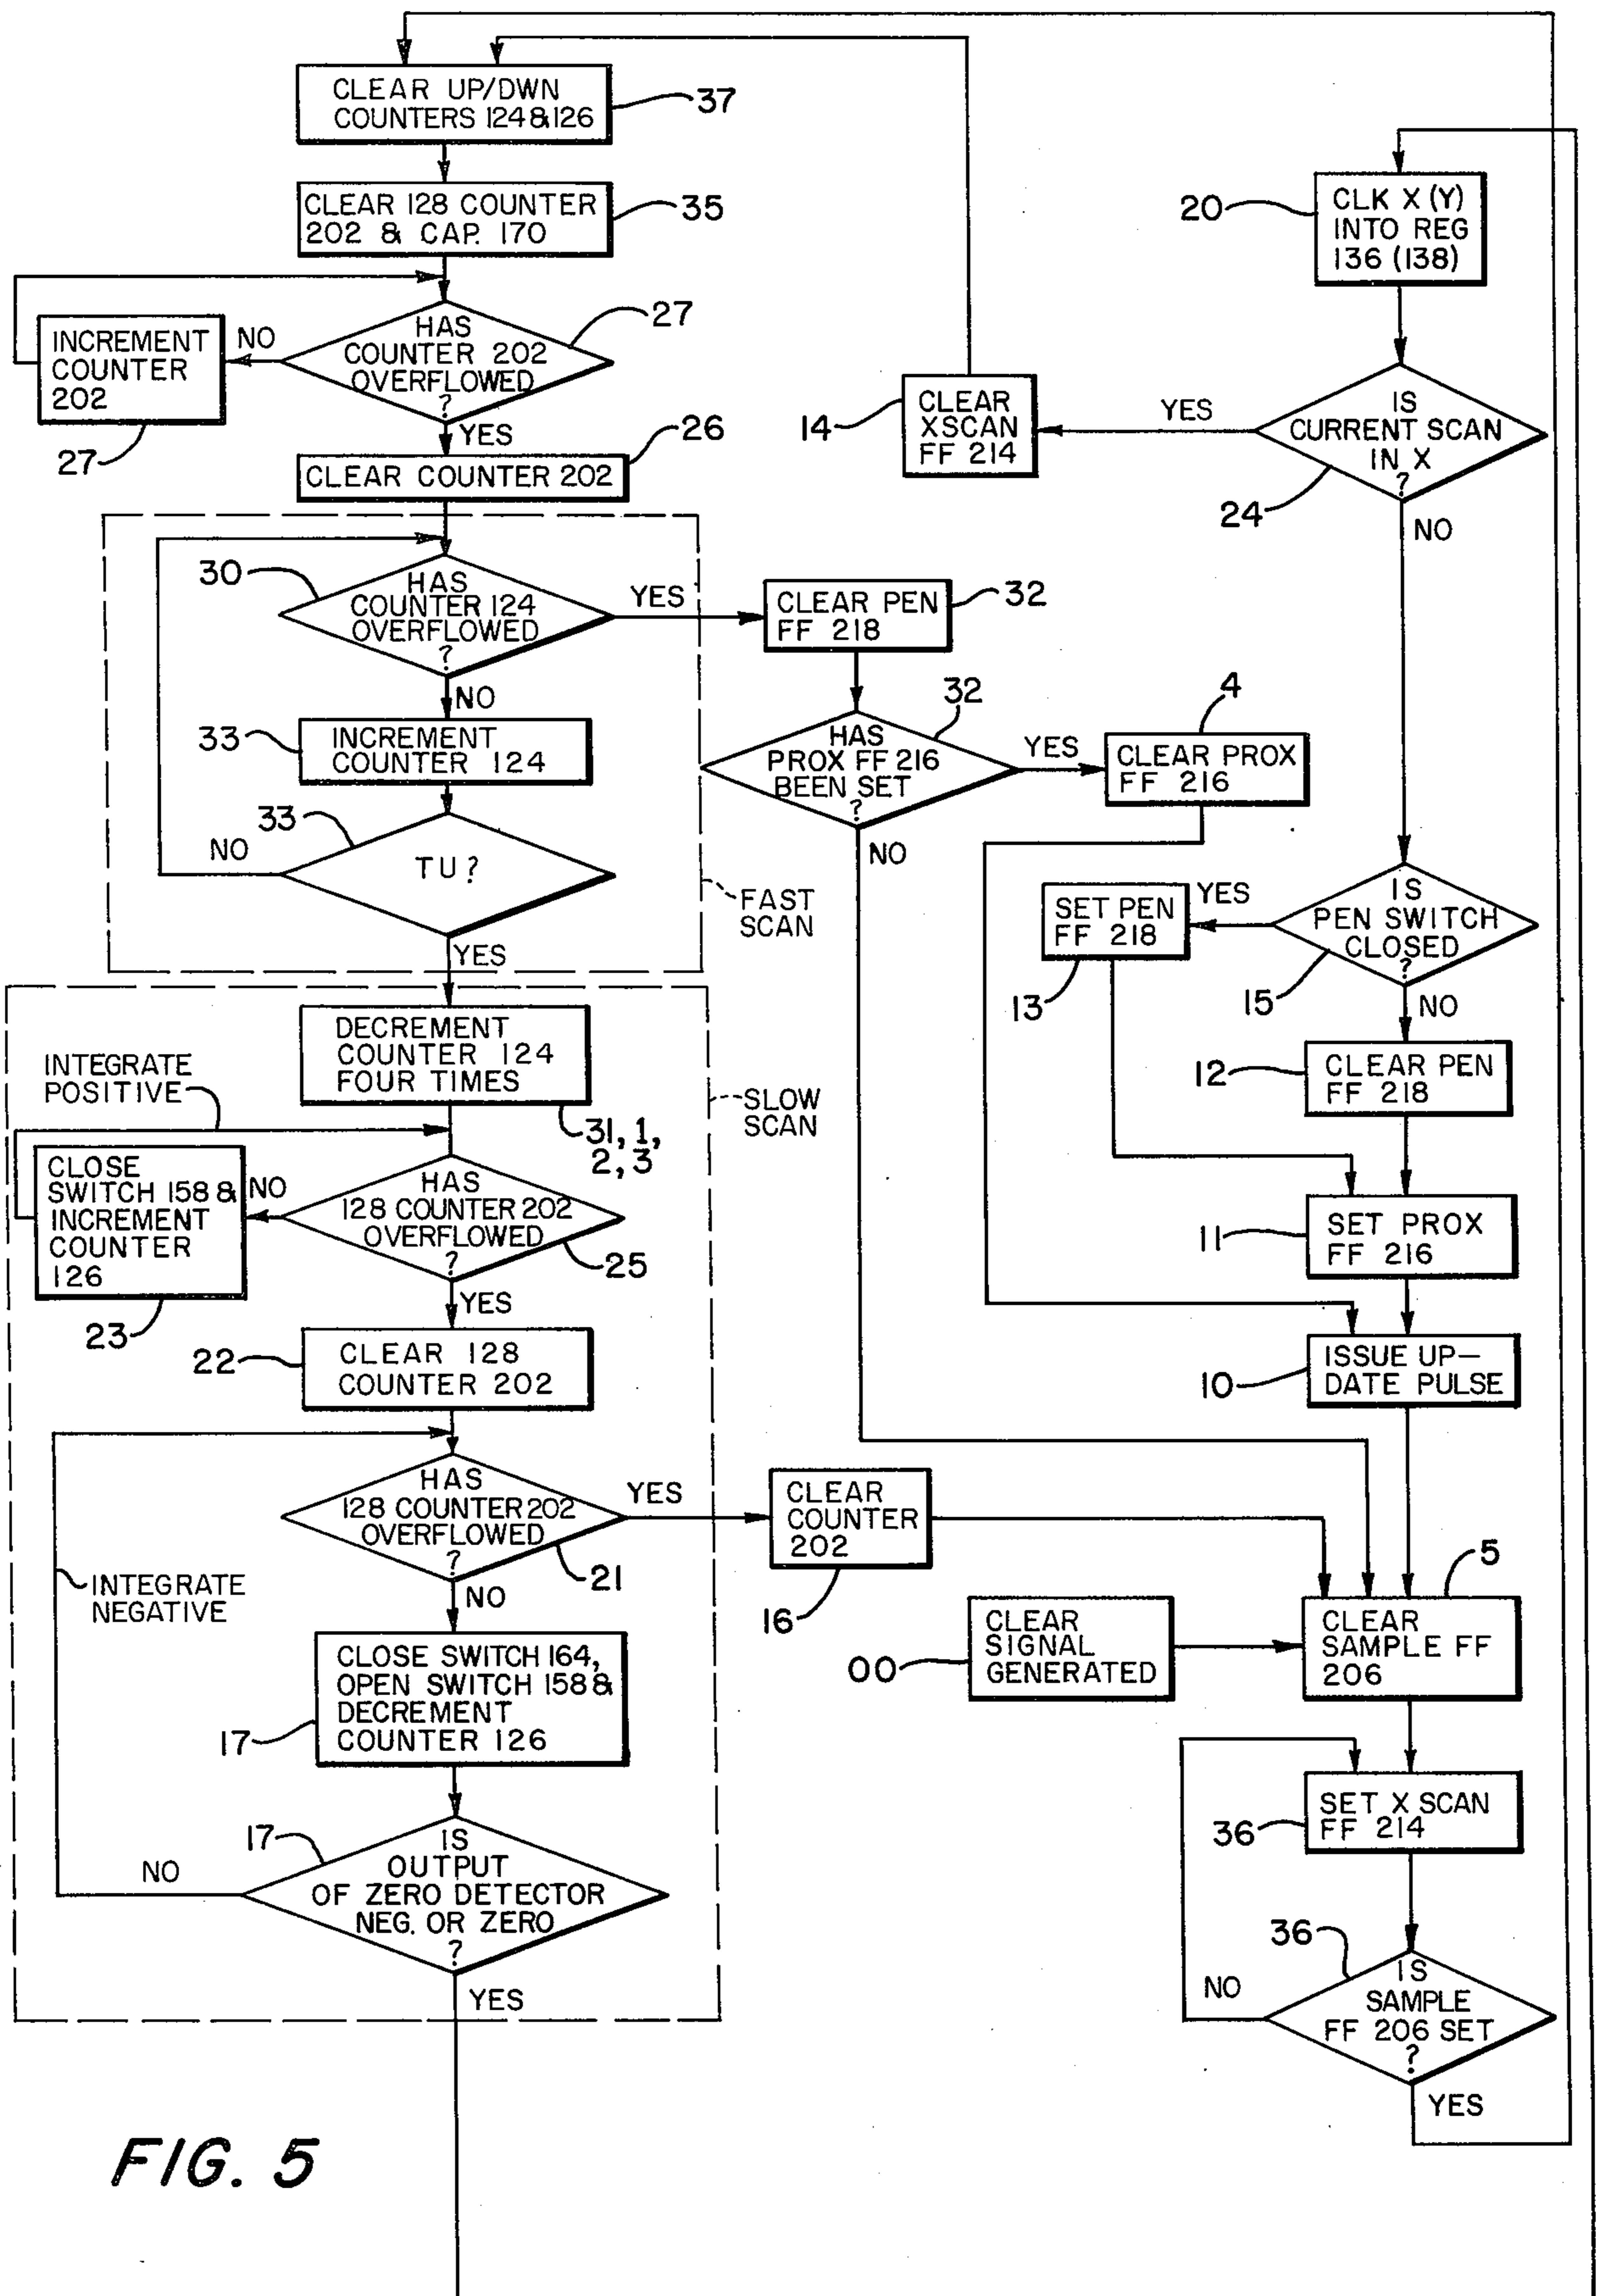 CLEAR UP/DWN
COUNTERS 124 & 126
37
CLEAR 128 COUNTER
202 & CAP. 170
35
HAS
COUNTER 202
OVERFLOWED
?
27
NO
INCREMENT
COUNTER
202
27
YES
CLEAR COUNTER 202
26
30
HAS
COUNTER 124
OVERFLOWED
?
YES
NO
33
INCREMENT
COUNTER 124
33
TU?
NO
YES
FAST
SCAN
DECREMENT
COUNTER 124
FOUR TIMES
31, 1,
2, 3
SLOW
SCAN
INTEGRATE
POSITIVE
CLOSE
SWITCH 158 &
INCREMENT
COUNTER
126
23
NO
HAS
128 COUNTER 202
OVERFLOWED
?
25
YES
22
CLEAR 128
COUNTER 202
HAS
128 COUNTER 202
OVERFLOWED
?
21
YES
NO
INTEGRATE
NEGATIVE
CLOSE SWITCH 164,
OPEN SWITCH 158 &
DECREMENT
COUNTER 126
17
17
IS
OUTPUT
OF ZERO DETECTOR
NEG. OR ZERO
?
NO
YES
CLEAR PEN
FF 218
32
HAS
PROX FF 216
BEEN SET
?
32
YES
NO
4
CLEAR PROX
FF 216
CLEAR
COUNTER
202
16
00
CLEAR
SIGNAL
GENERATED
14
CLEAR
XSCAN
FF 214
20
CLK X (Y)
INTO REG
136 (138)
YES
IS
CURRENT SCAN
IN X
?
24
NO
IS
PEN SWITCH
CLOSED
?
15
YES
SET PEN
FF 218
13
NO
12
CLEAR PEN
FF 218
11
SET PROX
FF 216
10
ISSUE UP-
DATE PULSE
5
CLEAR
SAMPLE FF
206
36
SET X SCAN
FF 214
36
IS
SAMPLE
FF 206 SET
?
NO
YES
FIG. 5